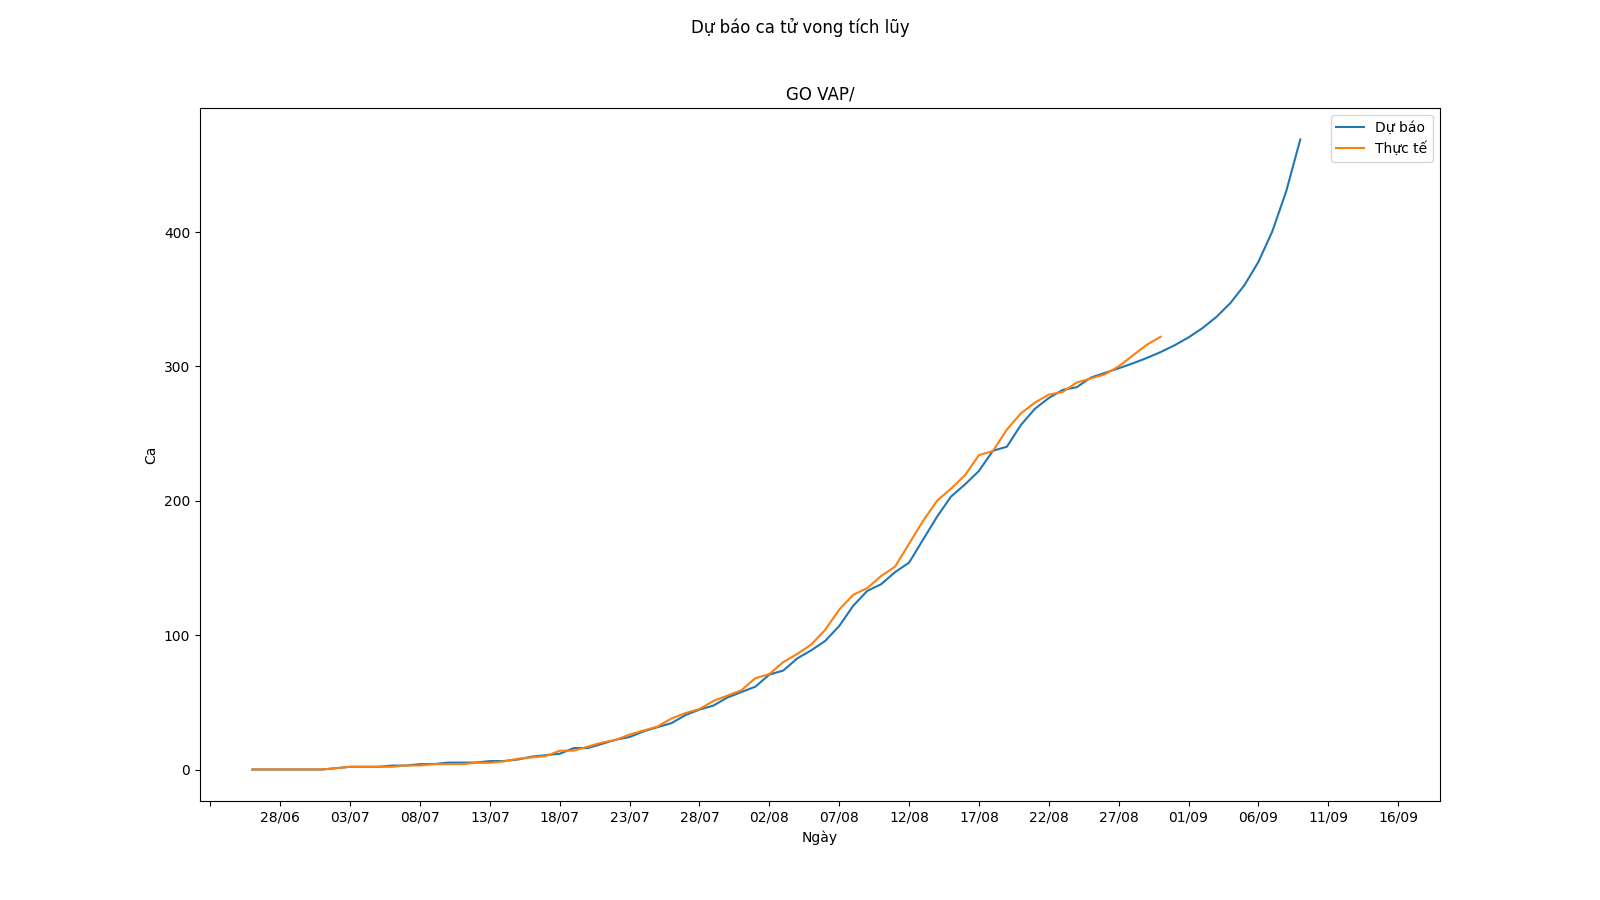 Dự báo ca tử vong tích lũy
GO VAP/
Dự báo
Thực tế
400
300
200
100
0
Ca
28/06 03/07 08/07 13/07 18/07 23/07 28/07 02/08 07/08 12/08 17/08 22/08 27/08 01/09 06/09 11/09 16/09
Ngày